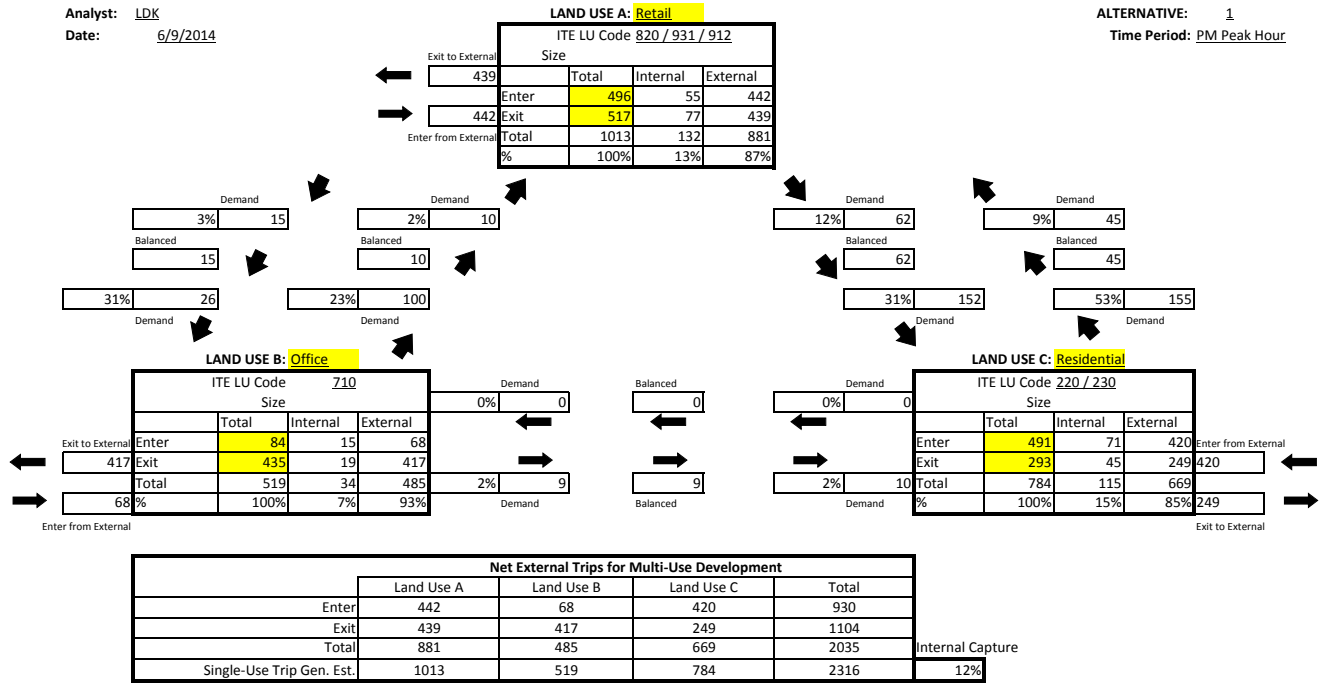 Analyst: LDK LAND USE A: Retail ALTERNATIVE: 1
Date: 6/9/2014 ITE LU Code 820 / 931 / 912 Time Period: PM Peak Hour
Exit to External Size
439 Total Internal External
Enter 496 55 442
442 Exit 517 77 439
Enter from External Total 1013 132 881
% 100% 13% 87%
Demand Demand Demand Demand
3% 15 2% 10 12% 62 9% 45
Balanced Balanced Balanced Balanced
15 10 62 45
31% 26 23% 100 31% 152 53% 155
Demand Demand Demand Demand
LAND USE B: Office LAND USE C: Residential
ITE LU Code 710 Demand Balanced Demand ITE LU Code 220 / 230
Size 0% 0 0 0% 0 Size
Total Internal External Total Internal External
Exit to External Enter 84 15 68 Enter 491 71 420 Enter from External
417 Exit 435 19 417 Exit 293 45 249 420
Total 519 34 485 2% 9 9 2% 10 Total 784 115 669
68 % 100% 7% 93% Demand Balanced Demand % 100% 15% 85% 249
Enter from External Exit to External
Net External Trips for Multi-Use Development
Land Use A Land Use B Land Use C Total
Enter 442 68 420 930
Exit 439 417 249 1104
Total 881 485 669 2035 Internal Capture
Single-Use Trip Gen. Est. 1013 519 784 2316 12%